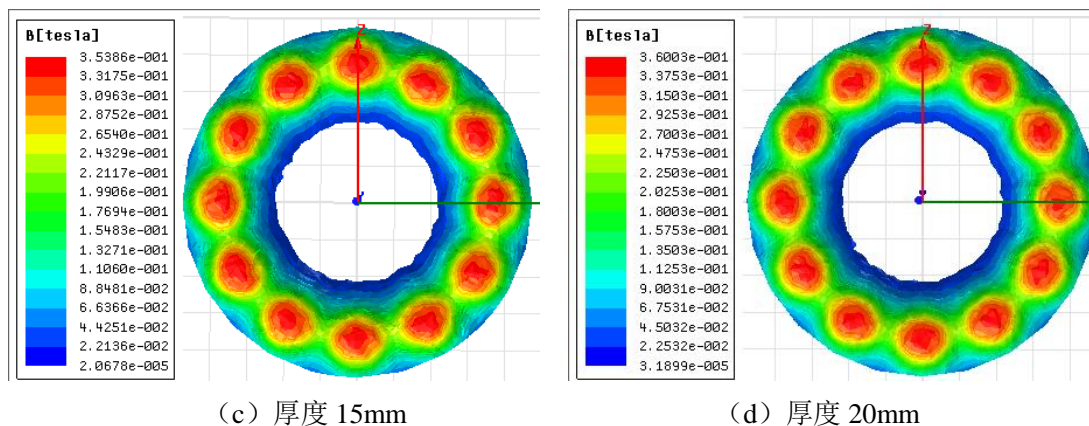 B[tesla]
3.5386e-001
3.3175e-001
3.0963e-001
2.8752e-001
2.6540e-001
2.4329e-001
2.2117e-001
1.9906e-001
1.7694e-001
1.5483e-001
1.3271e-001
1.1060e-001
8.8481e-002
6.6366e-002
4.4251e-002
2.2136e-002
2.0678e-005
Z
（c）厚度 15mm
B[tesla]
3.6003e-001
3.3753e-001
3.1503e-001
2.9253e-001
2.7003e-001
2.4753e-001
2.2503e-001
2.0253e-001
1.8003e-001
1.5753e-001
1.3503e-001
1.1253e-001
9.0031e-002
6.7531e-002
4.5032e-002
2.2532e-002
3.1899e-005
Z
（d）厚度 20mm